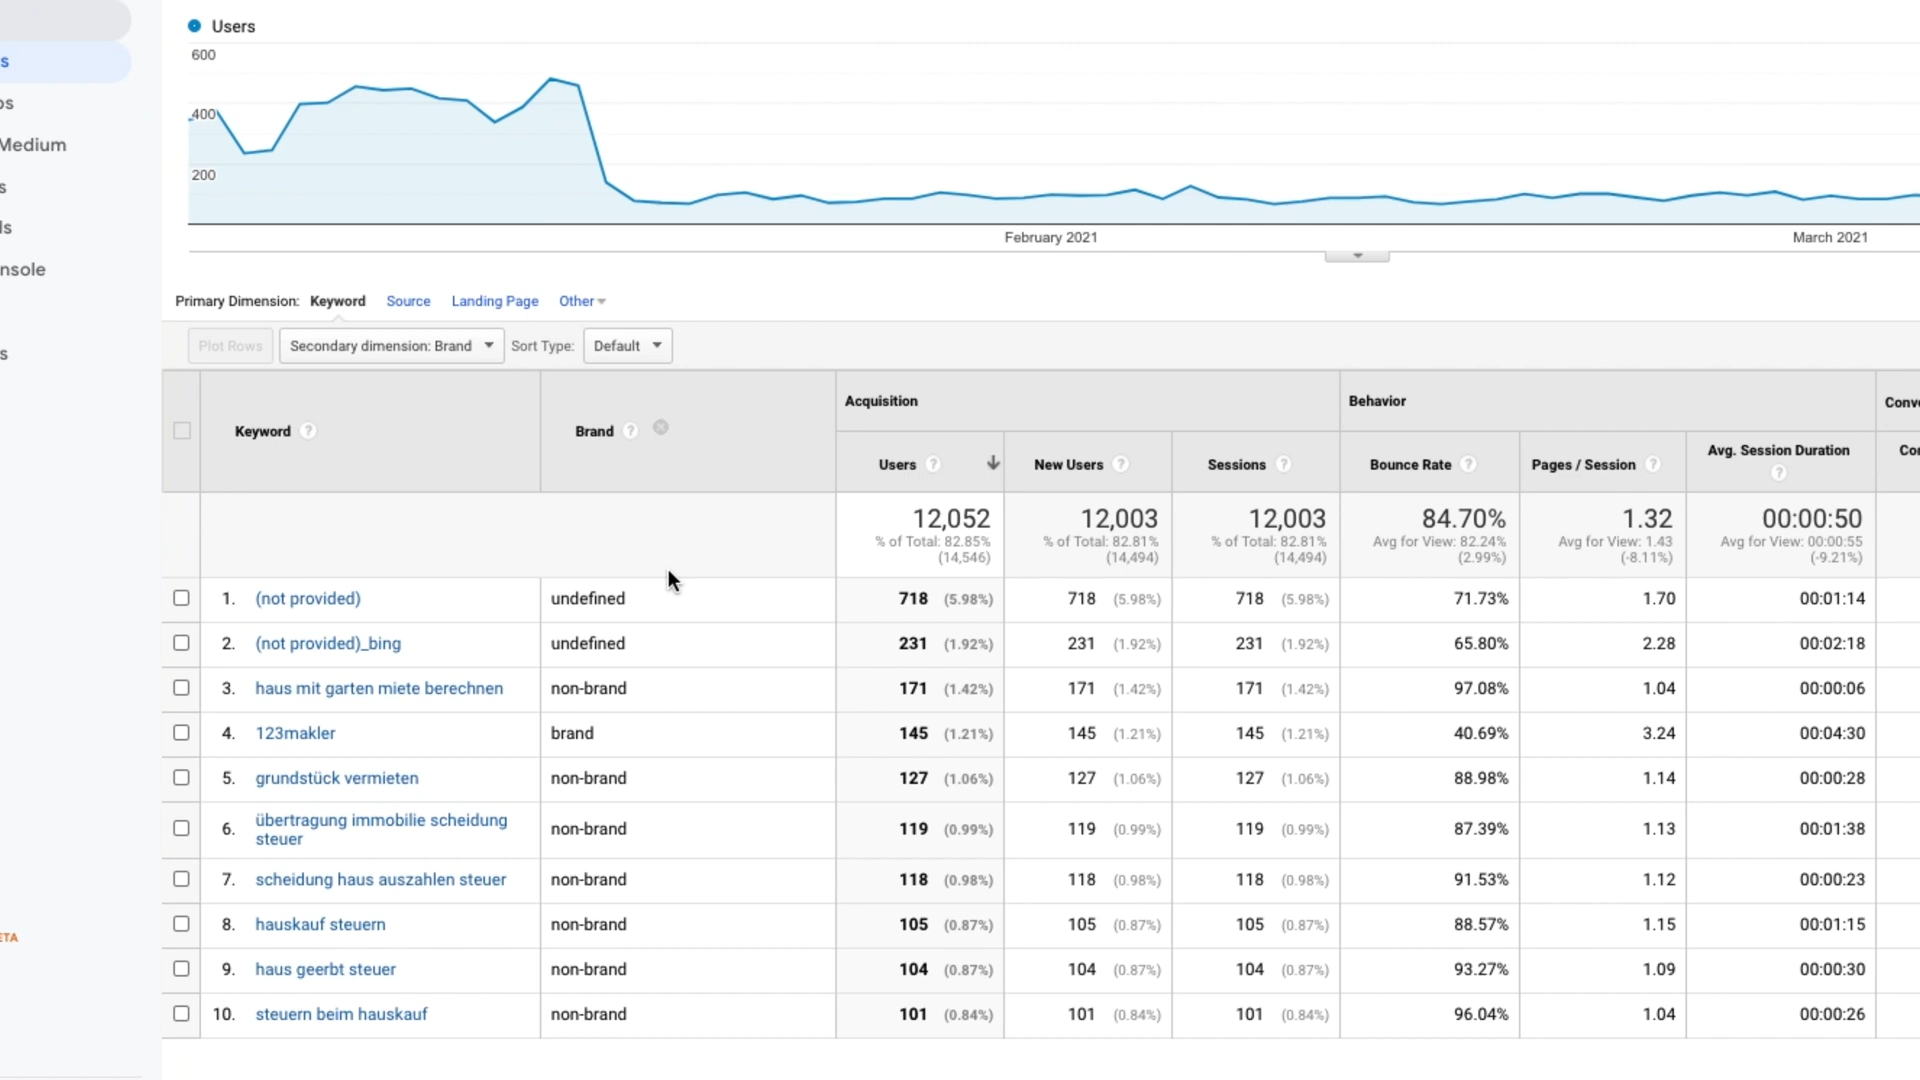 Users
600
400
200
February 2021
March 2021
s
os
Medium
s
ls
nsole
s
ETA
Primary Dimension: Keyword Source Landing Page Other
Plot Rows Secondary dimension: Brand Sort Type: Default
Acquisition Behavior Conve
Keyword ? Brand ? Users ? New Users ? Sessions ? Bounce Rate ? Pages / Session ? Avg. Session Duration ? Cor
12,052 12,003 12,003 84.70% 1.32 00:00:50
% of Total: 82.85% % of Total: 82.81% % of Total: 82.81% Avg for View: 82.24% Avg for View: 1.43 Avg for View: 00:00:55
(14,546) (14,494) (14,494) (2.99%) (-8.11%) (-9.21%)
1. (not provided) undefined 718 (5.98%) 718 (5.98%) 718 (5.98%) 71.73% 1.70 00:01:14
2. (not provided)_bing undefined 231 (1.92%) 231 (1.92%) 231 (1.92%) 65.80% 2.28 00:02:18
3. haus mit garten miete berechnen non-brand 171 (1.42%) 171 (1.42%) 171 (1.42%) 97.08% 1.04 00:00:06
4. 123makler brand 145 (1.21%) 145 (1.21%) 145 (1.21%) 40.69% 3.24 00:04:30
5. grundstück vermieten non-brand 127 (1.06%) 127 (1.06%) 127 (1.06%) 88.98% 1.14 00:00:28
6. übertragung immobilie scheidung
steuer non-brand 119 (0.99%) 119 (0.99%) 119 (0.99%) 87.39% 1.13 00:01:38
7. scheidung haus auszahlen steuer non-brand 118 (0.98%) 118 (0.98%) 118 (0.98%) 91.53% 1.12 00:00:23
8. hauskauf steuern non-brand 105 (0.87%) 105 (0.87%) 105 (0.87%) 88.57% 1.15 00:01:15
9. haus geerbt steuer non-brand 104 (0.87%) 104 (0.87%) 104 (0.87%) 93.27% 1.09 00:00:30
10. steuern beim hauskauf non-brand 101 (0.84%) 101 (0.84%) 101 (0.84%) 96.04% 1.04 00:00:26